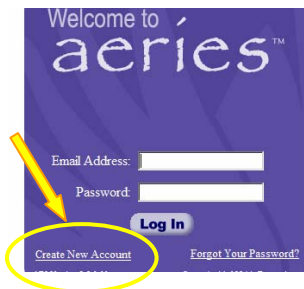 Welcome to
aeries™
Email Address:
Password:
Log In
Create New Account Forgot Your Password?